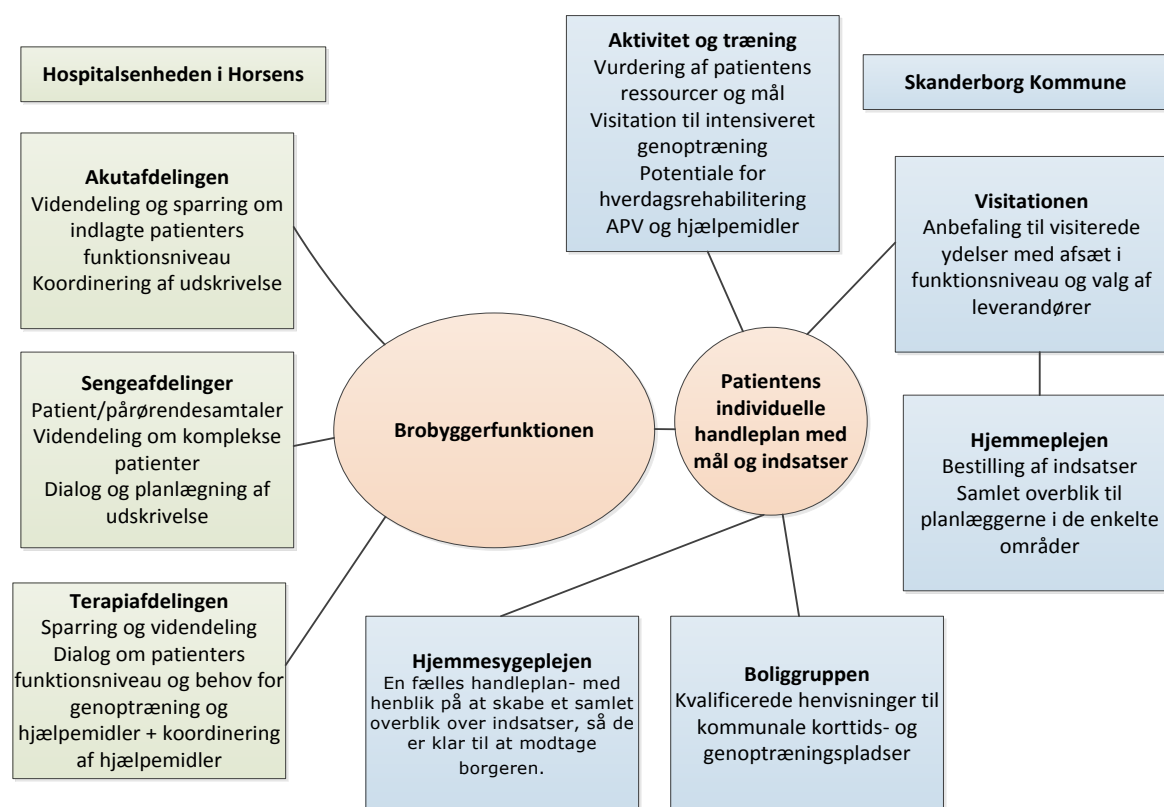 Hospitalsenheden i Horsens
Akutafdelingen
Videndeling og sparring om
indlagte patienters
funktionsniveau
Koordinering af udskrivelse
Sengeafdelinger
Patient/pårørendesamtaler
Videndeling om komplekse
patienter
Dialog og planlægning af
udskrivelse
Terapiafdelingen
Sparring og videndeling
Dialog om patienters
funktionsniveau og behov for
genoptræning og
hjælpemidler + koordinering
af hjælpemidler
Brobyggerfunktionen
Aktivitet og træning
Vurdering af patientens
ressourcer og mål
Visitation til intensiveret
genoptræning
Potentiale for
hverdagsrehabilitering
APV og hjælpemidler
Patientens
individuelle
handleplan med
mål og indsatser
Skanderborg Kommune
Visitationen
Anbefaling til visiterede
ydelser med afsæt i
funktionsniveau og valg af
leverandører
Hjemmeplejen
Bestilling af indsatser
Samlet overblik til
planlæggerne i de enkelte
områder
Hjemmesygeplejen
En fælles handleplan- med
henblik på at skabe et samlet
overblik over indsatser, så de
er klar til at modtage
borgeren.
Boliggruppen
Kvalificerede henvisninger til
kommunale korttids- og
genoptræningspladser